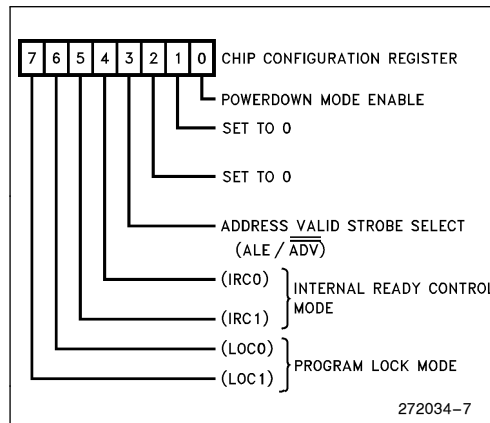 7 6 5 4 3 2 1 0 CHIP CONFIGURATION REGISTER
POWERDOWN MODE ENABLE
SET TO 0
SET TO 0
ADDRESS VALID STROBE SELECT
(ALE / ADV)
(IRC0)
INTERNAL READY CONTROL
MODE
(IRC1)
(LOC0)
PROGRAM LOCK MODE
(LOC1)
272034-7